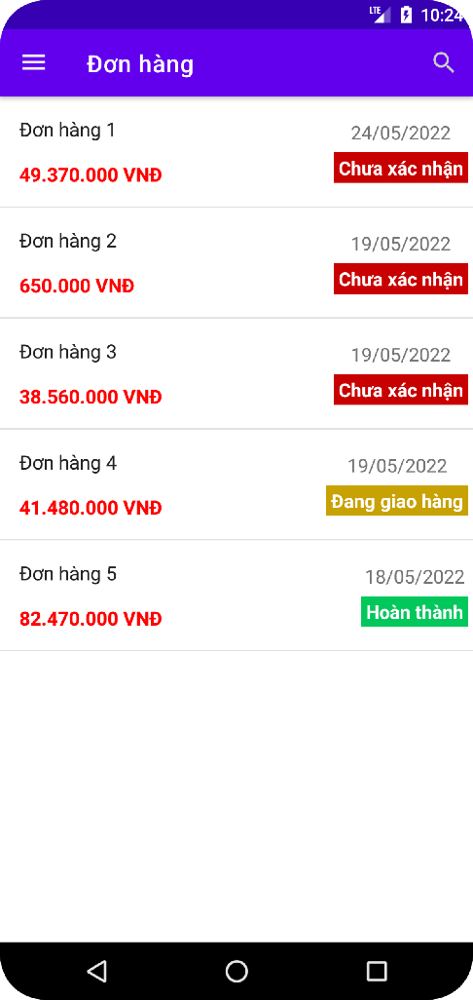 LTE 10:24
Đơn hàng
Đơn hàng 1
24/05/2022
49.370.000 VNĐ
Chưa xác nhận
Đơn hàng 2
19/05/2022
650.000 VNĐ
Chưa xác nhận
Đơn hàng 3
19/05/2022
38.560.000 VNĐ
Chưa xác nhận
Đơn hàng 4
19/05/2022
41.480.000 VNĐ
Đang giao hàng
Đơn hàng 5
18/05/2022
82.470.000 VNĐ
Hoàn thành